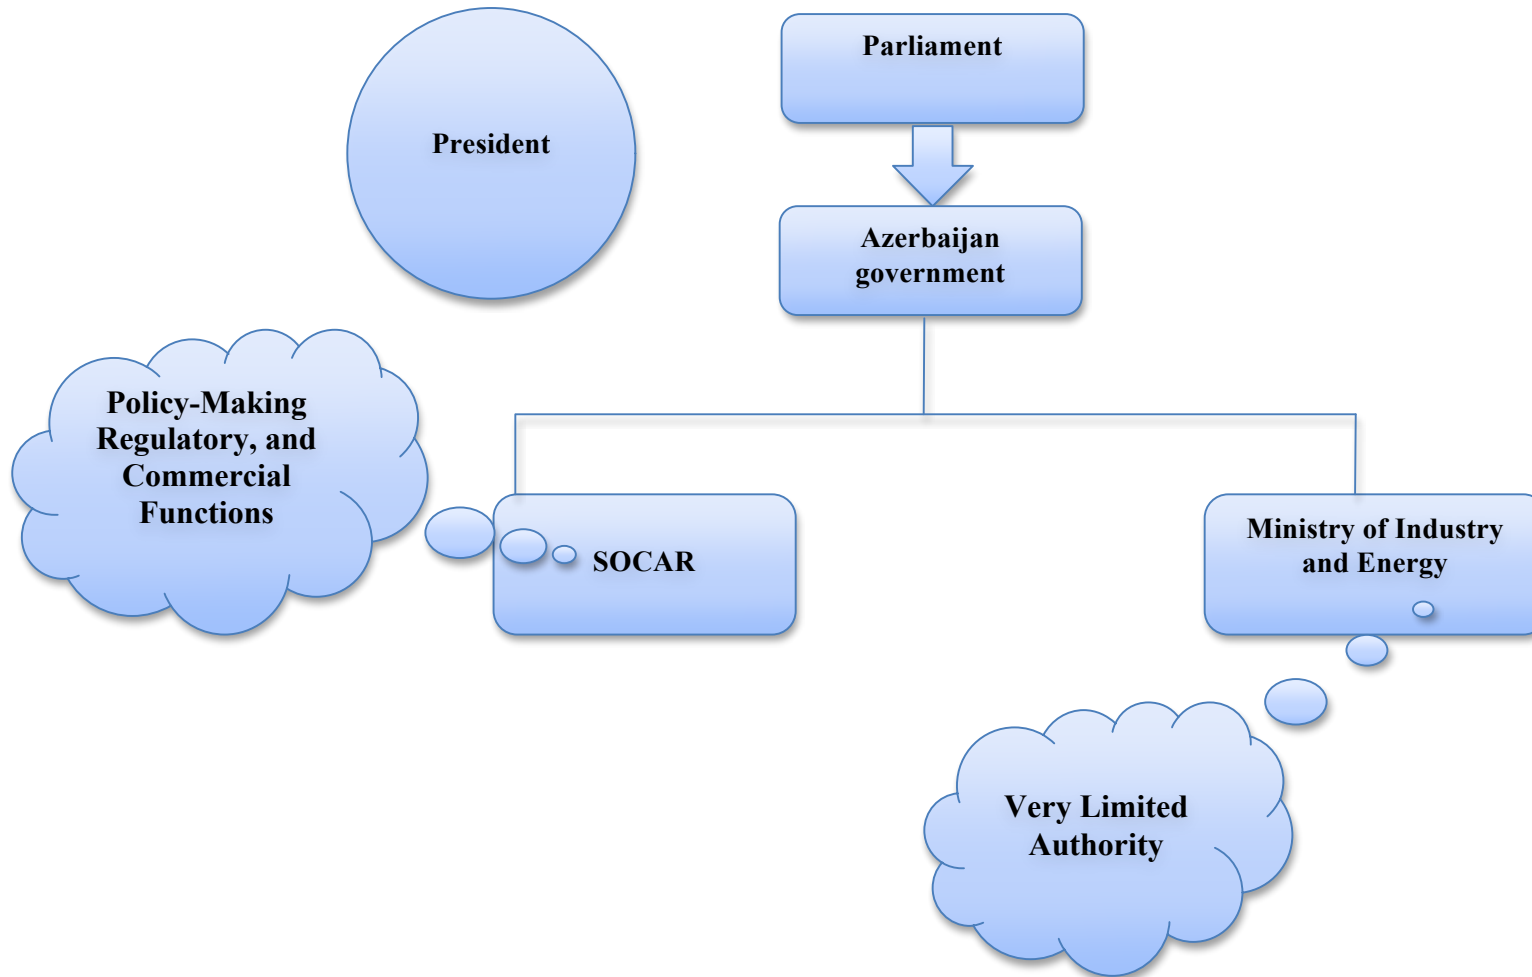 President
Parliament
Azerbaijan
government
Policy-Making
Regulatory, and
Commercial
Functions
SOCAR
Ministry of Industry
and Energy
Very Limited
Authority